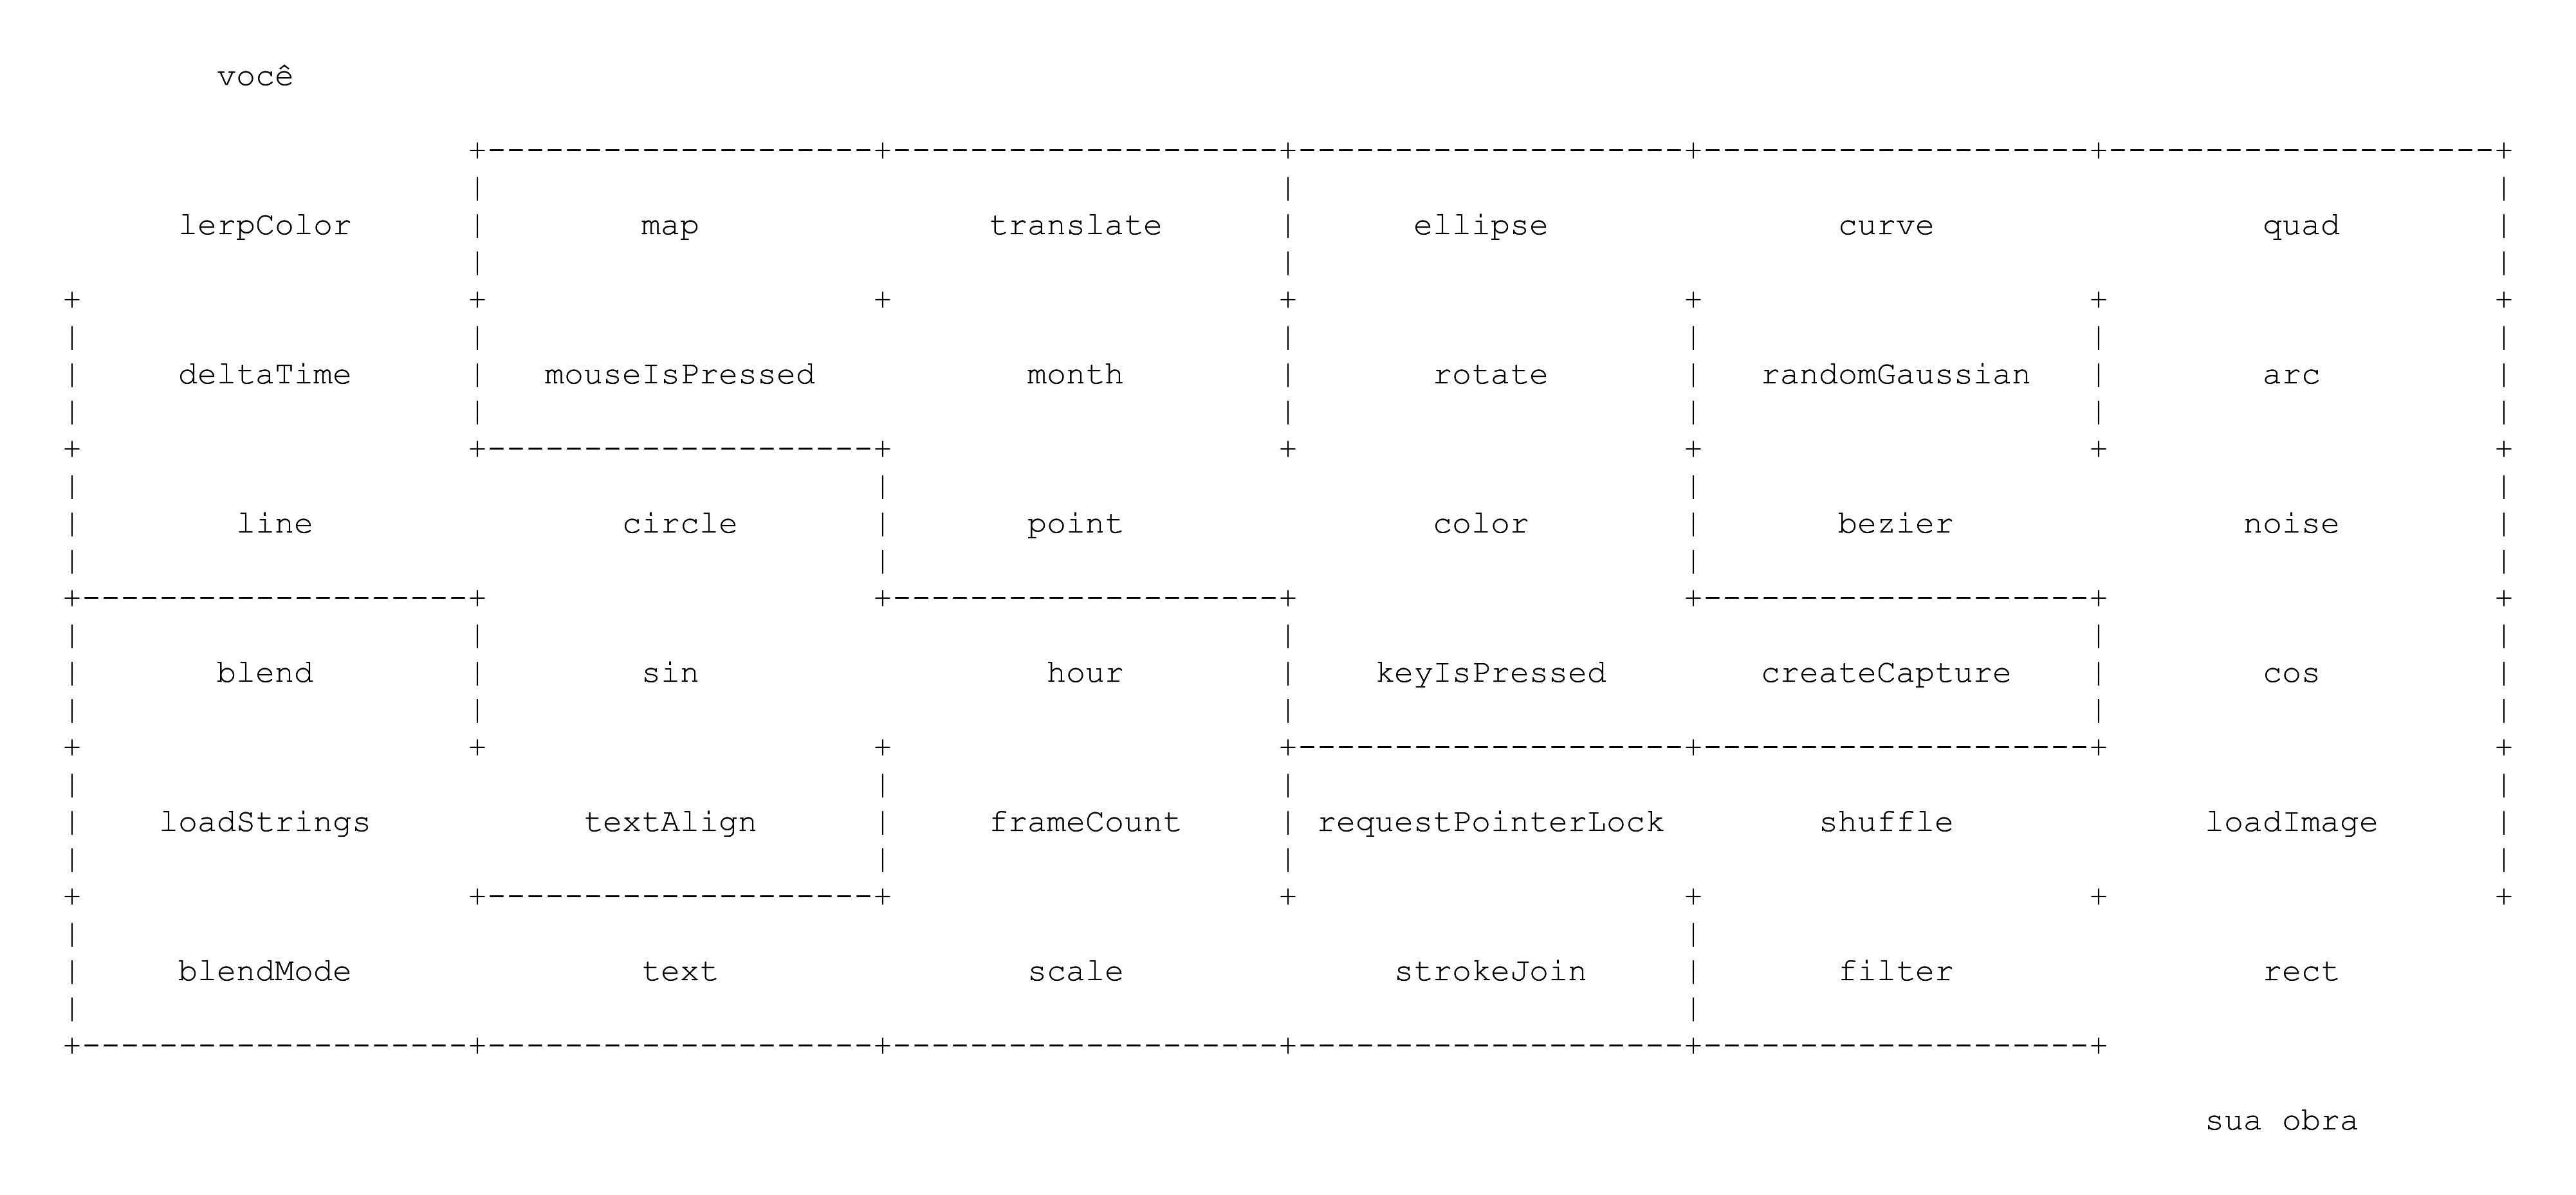 você
+--------------------+--------------------+--------------------+--------------------+--------------------+
lerpColor | map translate | ellipse curve quad |
+ + + + + + +
| deltaTime | mouseIsPressed month | rotate | randomGaussian | arc |
+ +--------------------+ + + + +
| line circle | point color | bezier noise |
+--------------------+ +--------------------+ +--------------------+ +
| blend | sin hour | keyIsPressed createCapture | cos |
+ + + +--------------------+--------------------+ +
| loadStrings textAlign | frameCount | requestPointerLock shuffle loadImage |
+ +--------------------+ + + + +
| blendMode text scale strokeJoin | filter rect
+--------------------+--------------------+--------------------+--------------------+--------------------+
sua obra